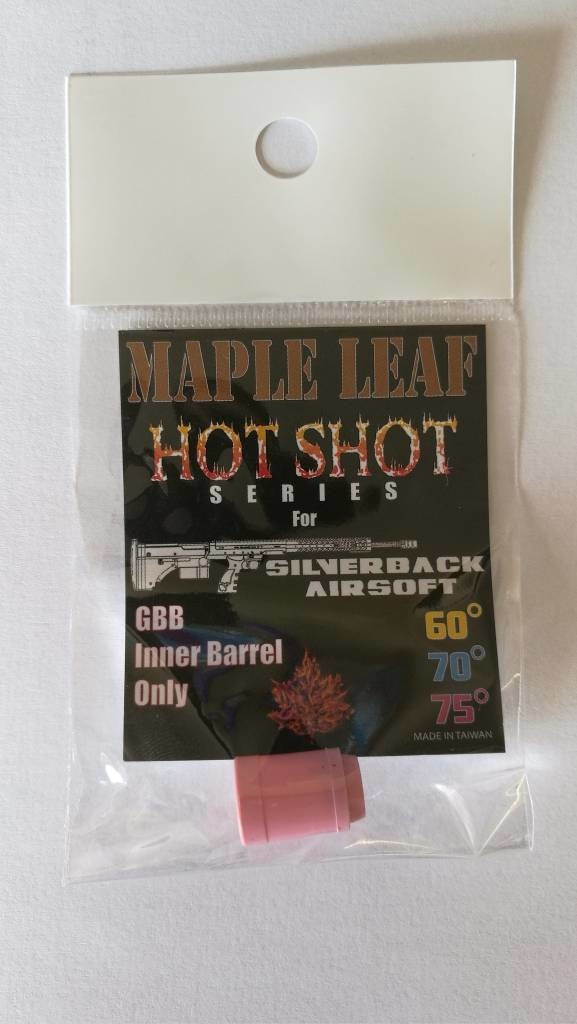 MAPLE LEAF
HOT SHOT
SERIES
For
SILVERBACK
AIRSOFT
GBB
Inner Barrel
Only
60°
70°
75°
MADE IN TAIWAN